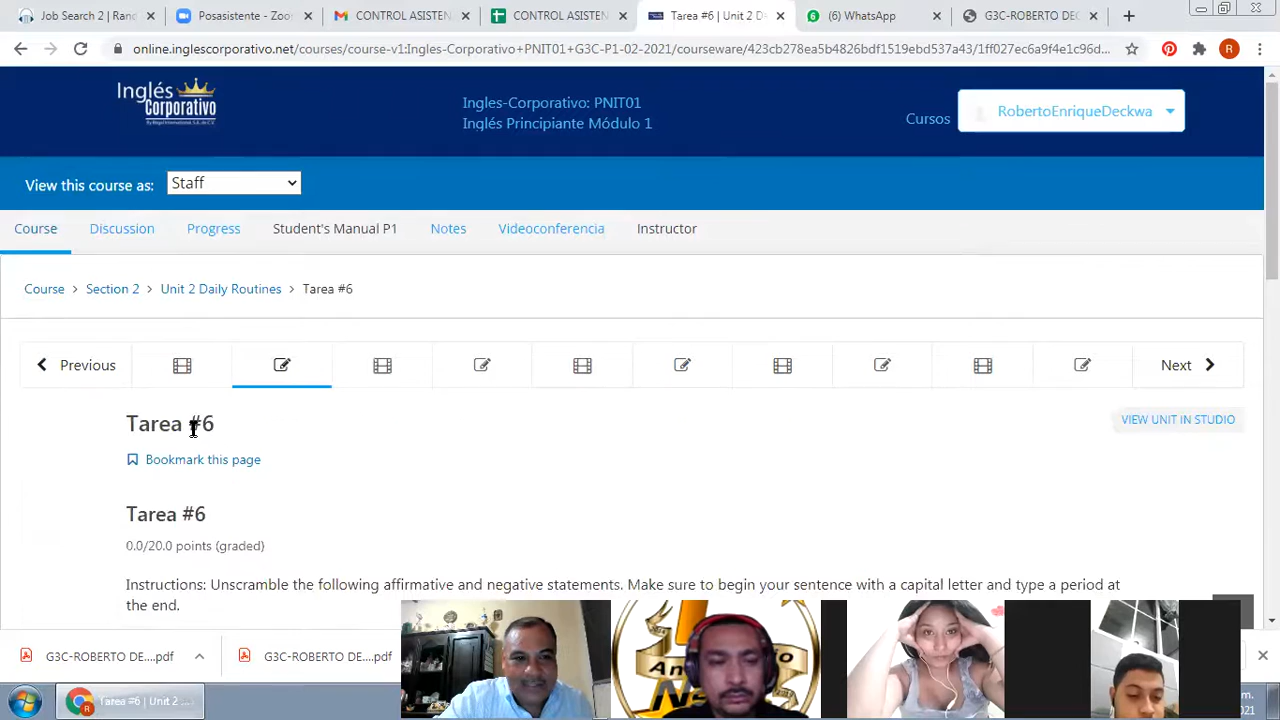 Job Search 2 | Ran
Posasistente - Zoo
CONTROL ASISTEN
CONTROL ASISTEN
Tarea #6 | Unit 2 D
(6) WhatsApp
G3C-ROBERTO DE
online.inglescorporativo.net/courses/course-v1:Ingles-Corporativo+PNIT01+G3C-P1-02-2021/courseware/423cb278ea5b4826bdf1519ebd537a43/1ff027ec6a9f4e1c96d...
R
Inglés
Corporativo
Ingles-Corporativo: PNIT01
Inglés Principiante Módulo 1
Cursos
RobertoEnriqueDeckwa
View this course as:
Staff
Course
Discussion
Progress
Student's Manual P1
Notes
Videoconferencia
Instructor
Course > Section 2 > Unit 2 Daily Routines > Tarea #6
Previous
Next
Tarea #6
VIEW UNIT IN STUDIO
Bookmark this page
Tarea #6
0.0/20.0 points (graded)
Instructions: Unscramble the following affirmative and negative statements. Make sure to begin your sentence with a capital letter and type a period at
the end.
G3C-ROBERTO DE....pdf
G3C-ROBERTO DE....pdf
Tarea #6 | Unit 2 ...